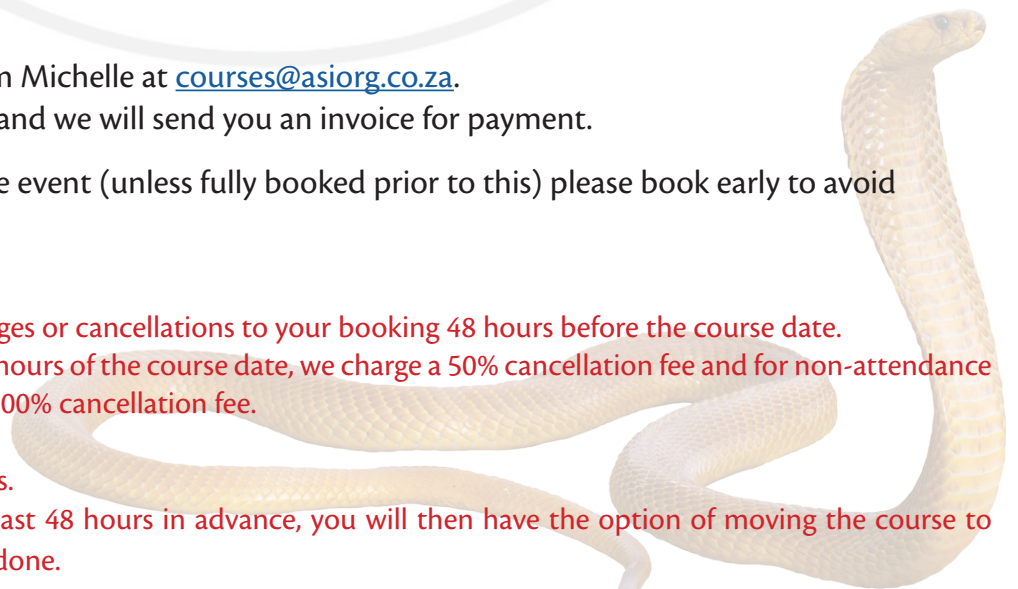 Michelle at courses@asiorg.co.za.
and we will send you an invoice for payment.
event (unless fully booked prior to this) please book early to avoid
or cancellations to your booking 48 hours before the course date.
hours of the course date, we charge a 50% cancellation fee and for non-attendance
00% cancellation fee.
48 hours in advance, you will then have the option of moving the course to
done.